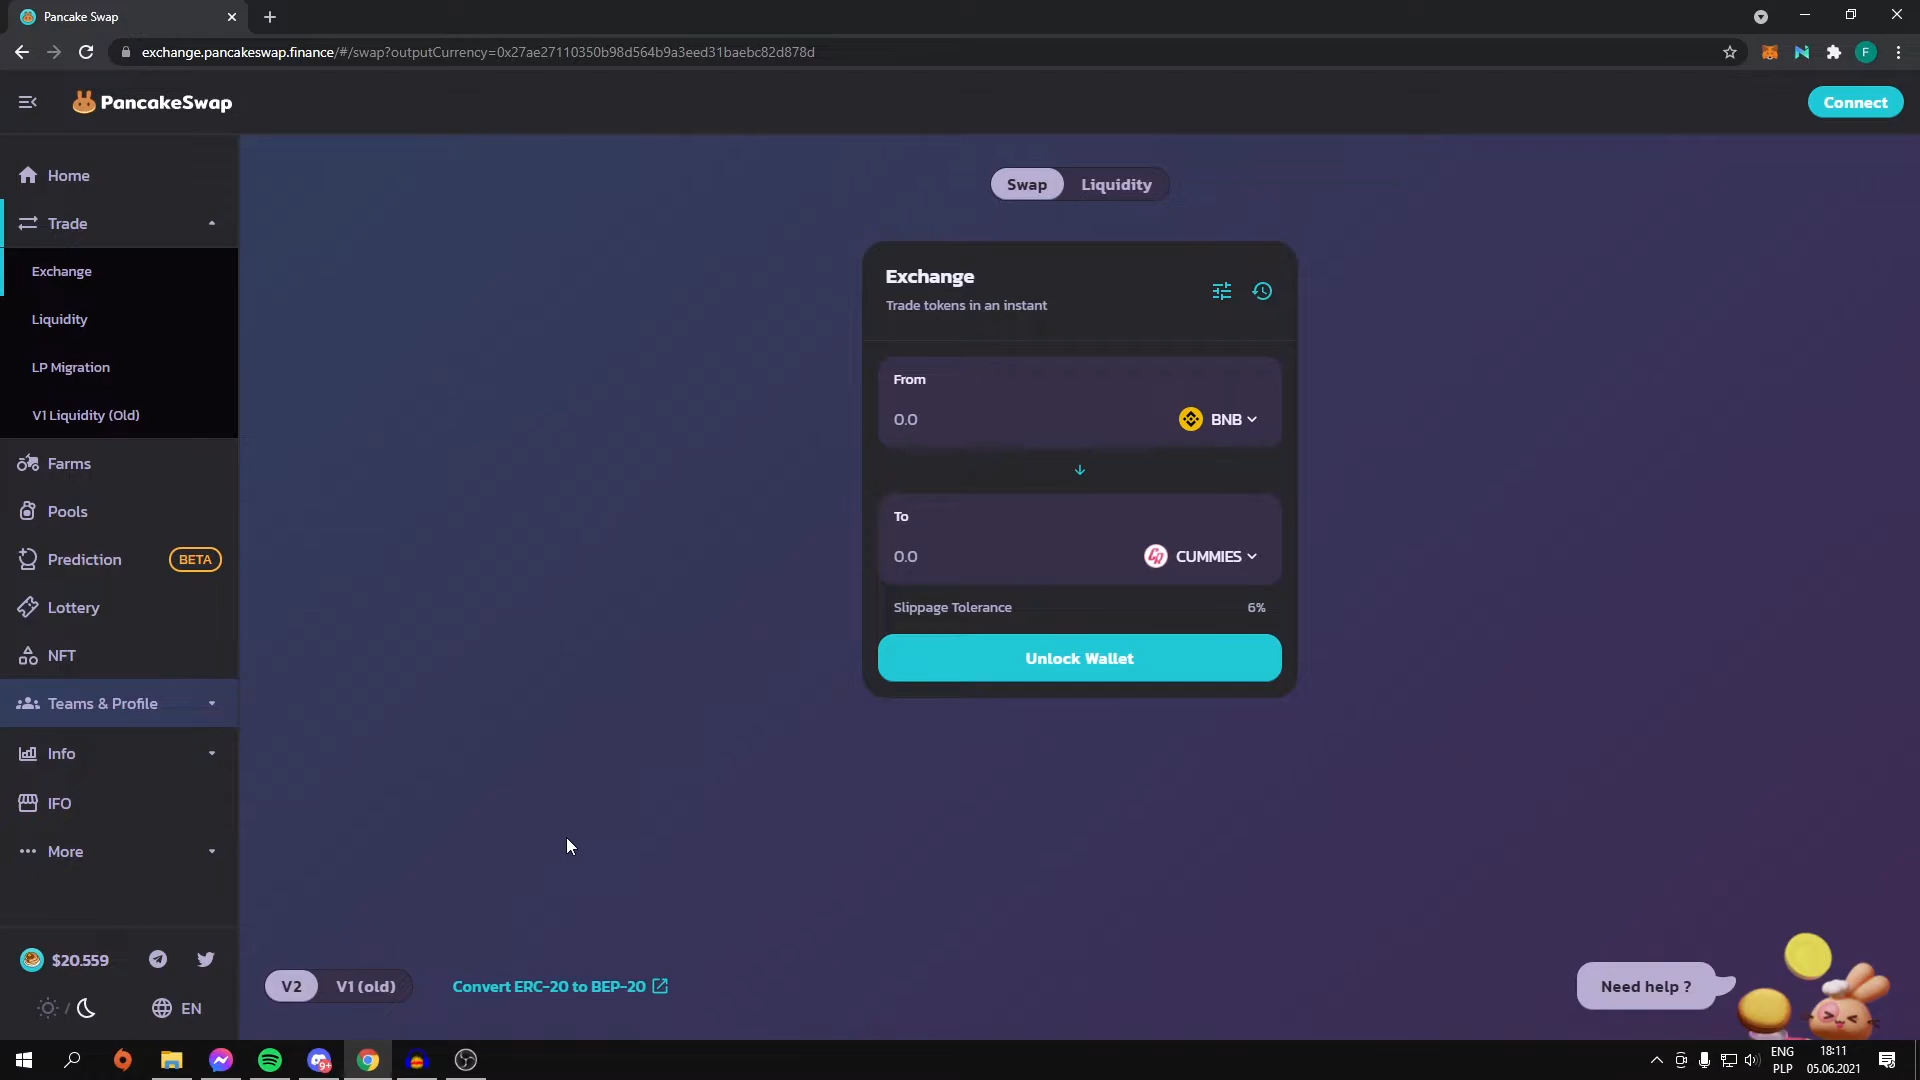 Pancake Swap
exchange.pancakeswap.finance/#/swap?outputCurrency=0x27ae27110350b98d564b9a3eed31baebc82d878d
F
PancakeSwap
Connect
Home
Trade
Exchange
Liquidity
LP Migration
V1 Liquidity (Old)
Farms
Pools
Prediction
BETA
Lottery
NFT
Teams & Profile
Info
IFO
More
$20.559
/
EN
Swap
Liquidity
Exchange
Trade tokens in an instant
From
0.0
BNB
To
0.0
CUMMIES
Slippage Tolerance
6%
Unlock Wallet
V2
V1 (old)
Convert ERC-20 to BEP-20
Need help ?
9+
ENG
PLP
18:11
05.06.2021